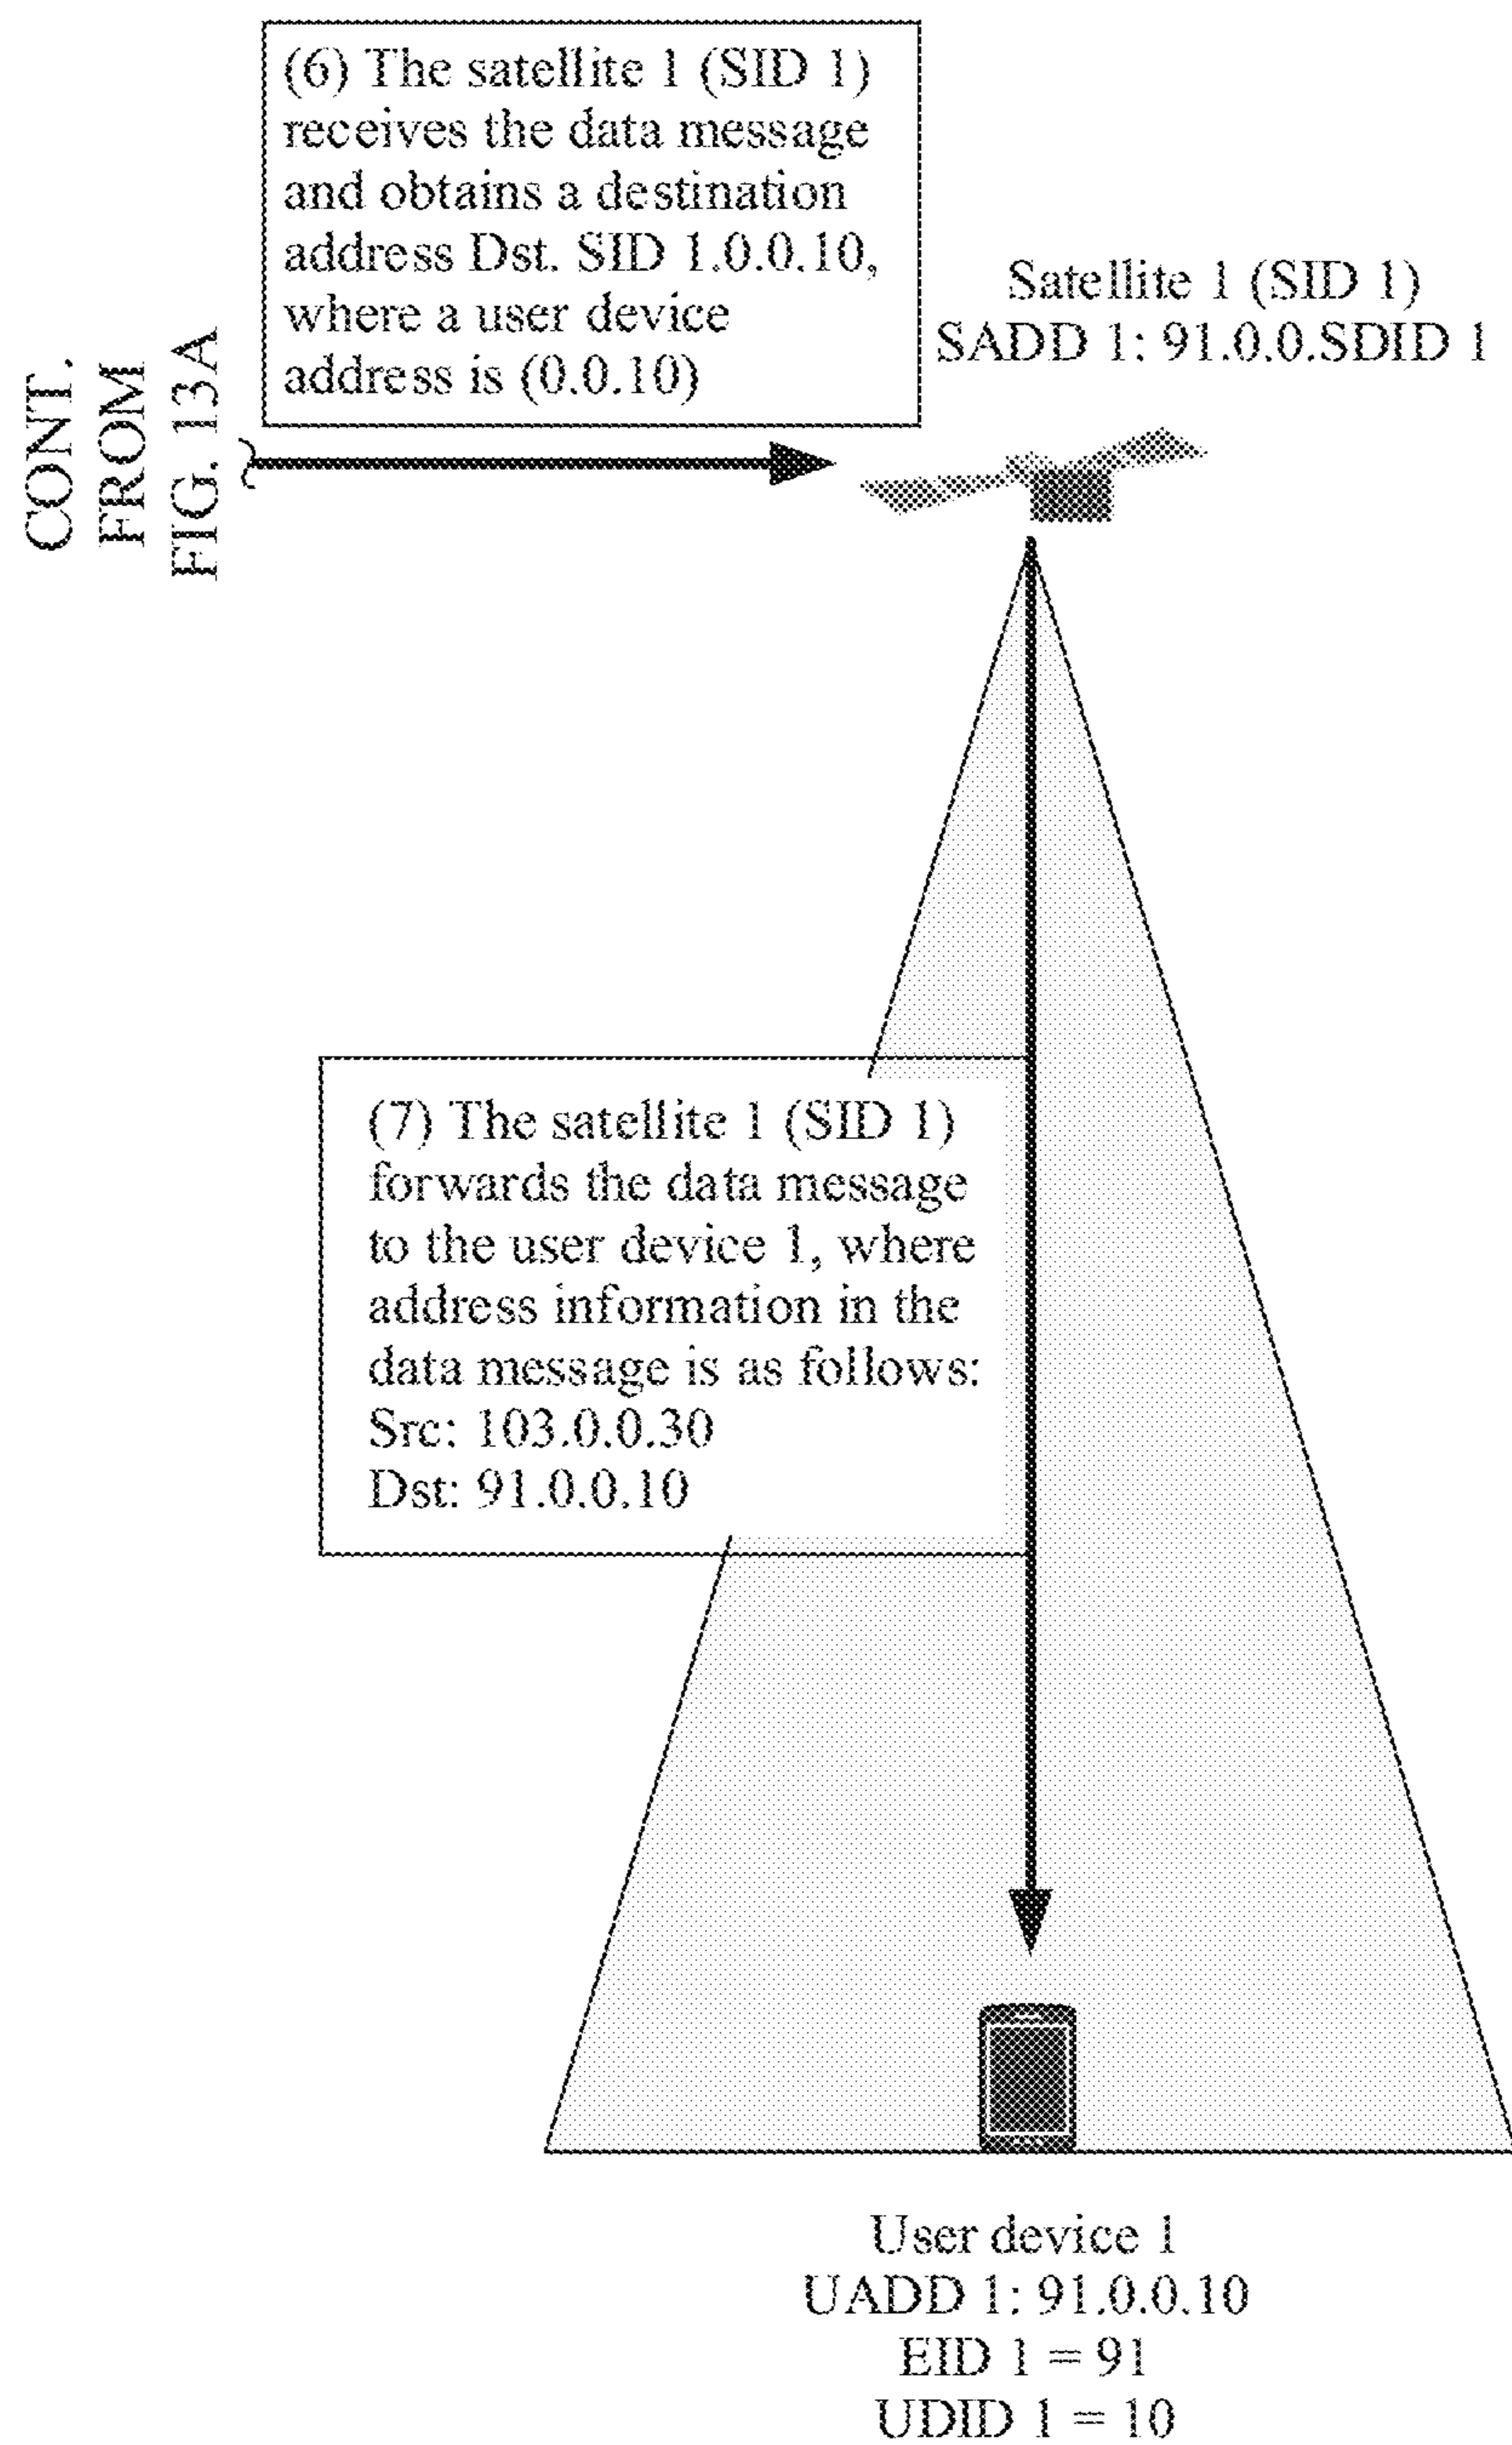 (6) The satellite 1 (SID 1)
receives the data message
and obtains a destination
address Dst. SID 1.0.0.10,
where a user device
address is (0.0.10)
Satellite 1 (SID 1)
SADD 1: 91.0.0.SDID 1
CONT.
FROM
FIG. 13A
(7) The satellite 1 (SID 1)
forwards the data message
to the user device 1, where
address information in the
data message is as follows:
Src: 103.0.0.30
Dst: 91.0.0.10
User device 1
UADD 1: 91.0.0.10
EID 1 = 91
UDID 1 = 10